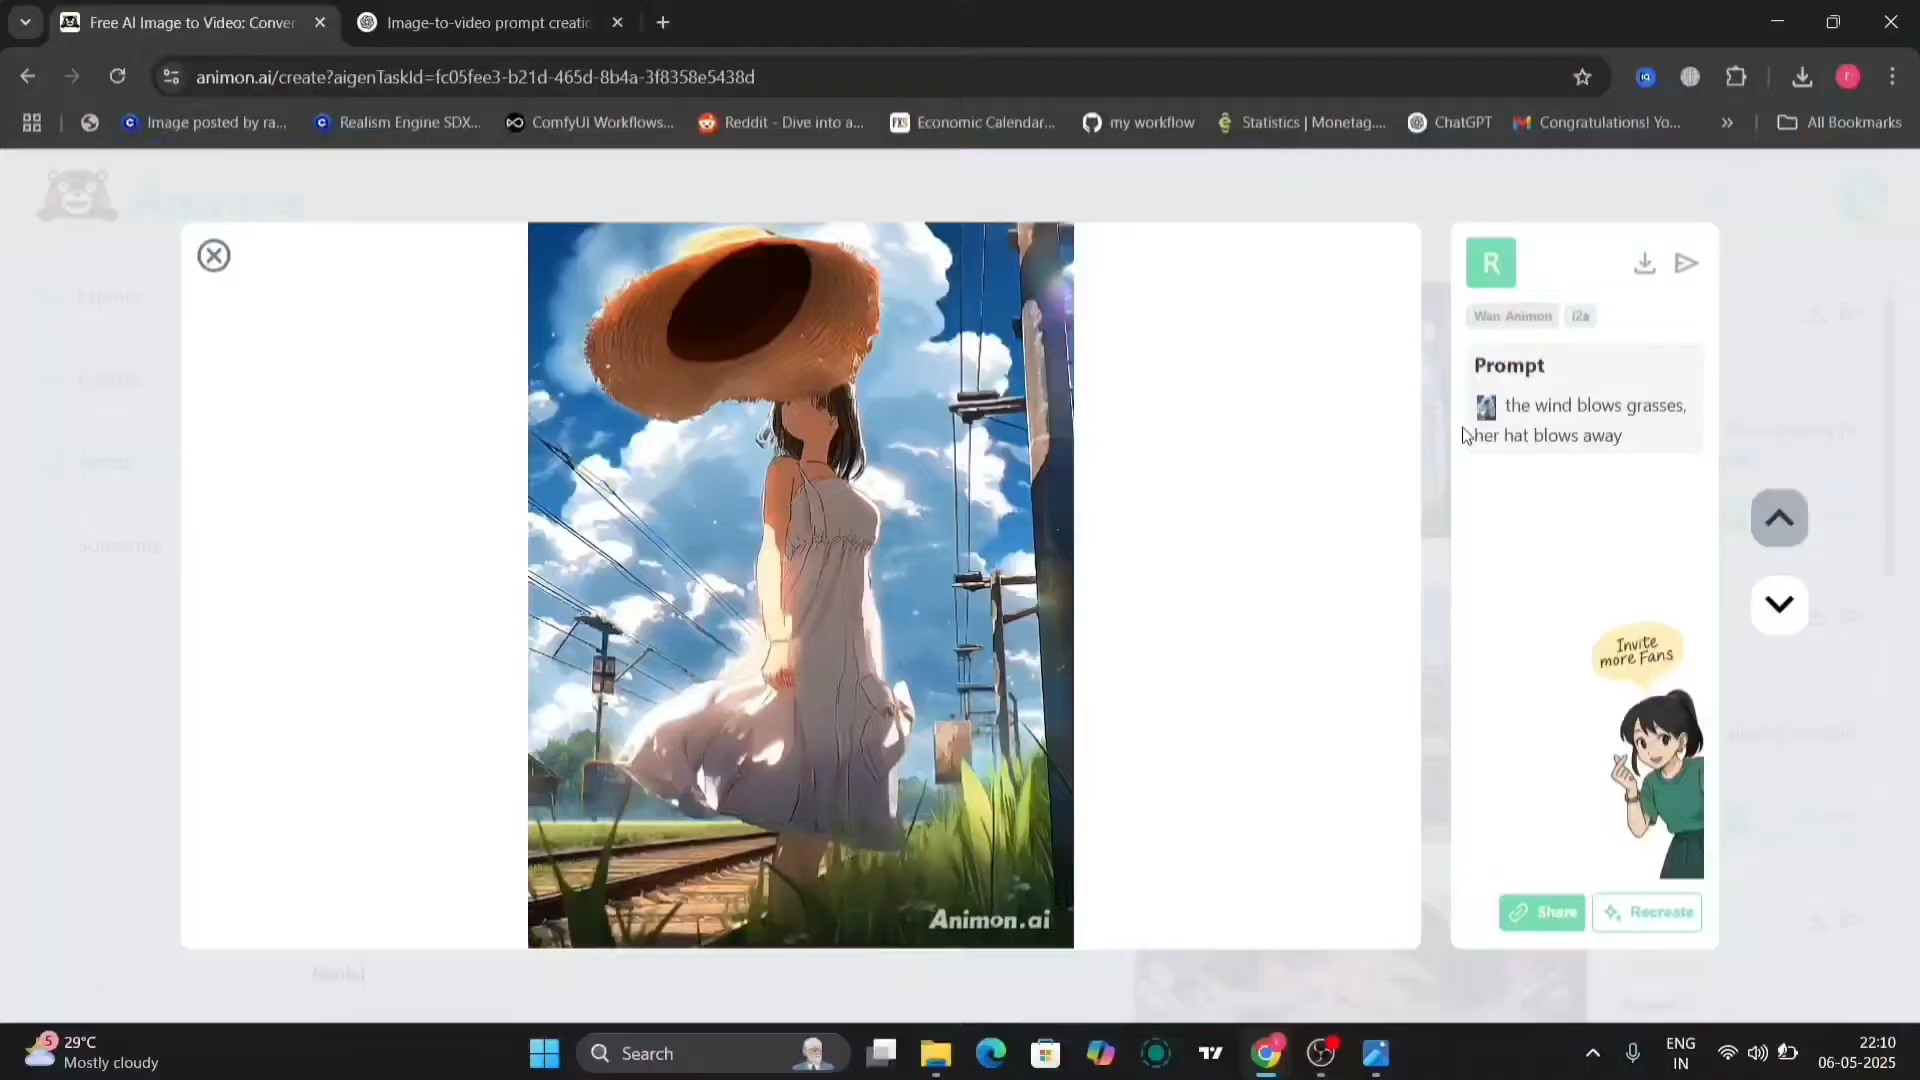 Free AI Image to Video: Conver
Image-to-video prompt creatio
animon.ai/create?aigenTaskId=fc05fee3-b21d-465d-8b4a-3f8358e5438d
Image posted by ra...
Realism Engine SDX...
ComfyUI Workflows...
Reddit - Dive into a...
Economic Calendar...
my workflow
Statistics | Monetag....
ChatGPT
Congratulations! Yo...
All Bookmarks
R
Wan Animon
i2a
Prompt
the wind blows grasses,
her hat blows away
Invite
more Fans
Animon.ai
Share
Recreate
Model
5
29°C
Mostly cloudy
Search
ENG
IN
22:10
06-05-2025